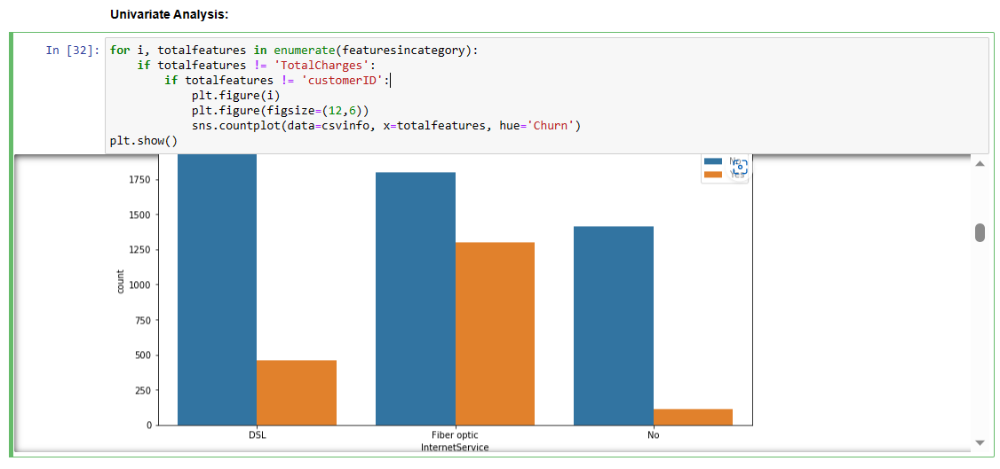 Univariate Analysis:
In [32]: for i, totalfeatures in enumerate(featuresincategory):
    if totalfeatures != 'TotalCharges':
        if totalfeatures != 'customerID':
            plt.figure(i)
            plt.figure(figsize=(12,6))
            sns.countplot(data=csvinfo, x=totalfeatures, hue='Churn')
plt.show()
No
Yes
1750
1500
1250
1000
750
500
250
0
count
DSL Fiber optic No
InternetService